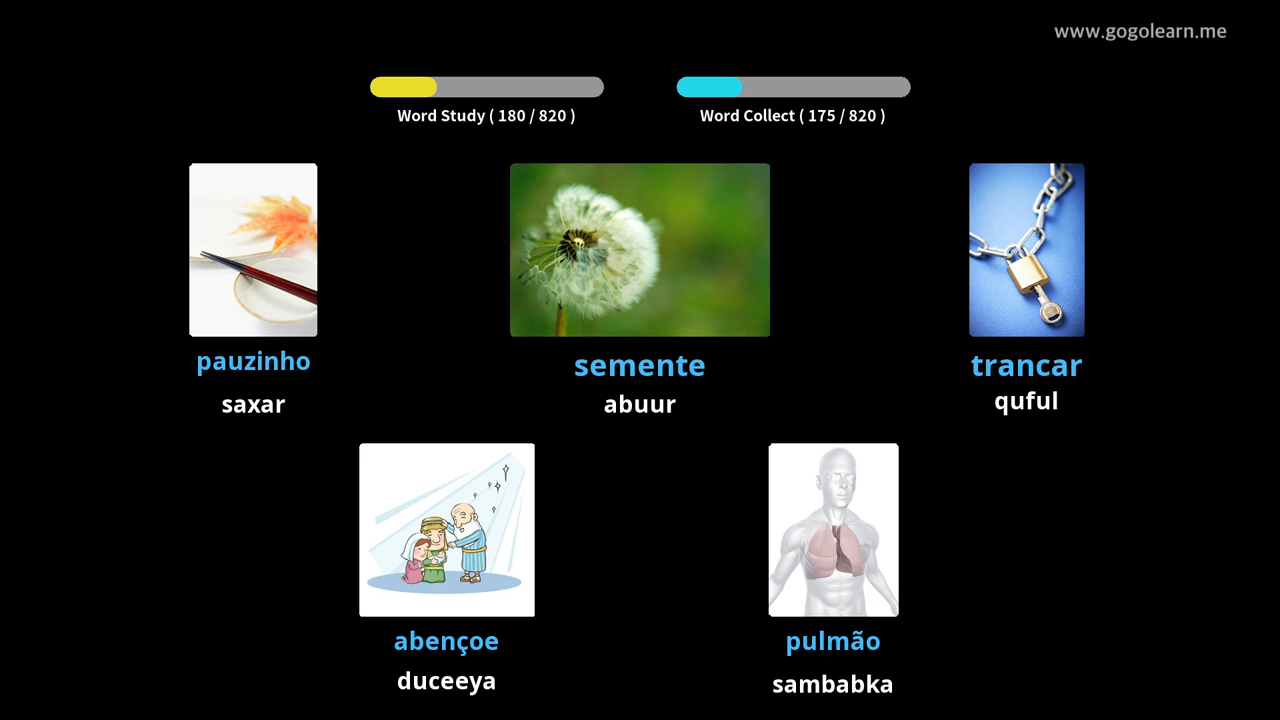 www.gogolearn.me
Word Study ( 180 / 820 )
Word Collect ( 175 / 820 )
pauzinho
saxar
semente
abuur
trancar
quful
abençoe
duceeya
pulmão
sambabka